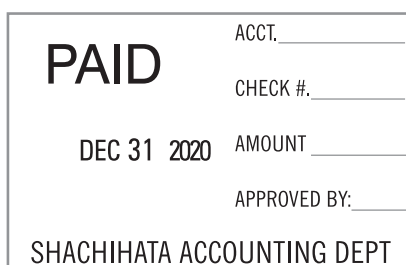 PAID
DEC 31 2020
ACCT.
CHECK #.
AMOUNT
APPROVED BY:
SHACHIHATA ACCOUNTING DEPT